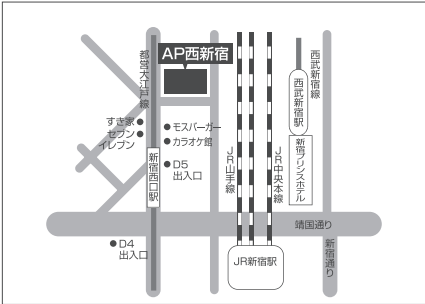 都営大江戸線
AP西新宿
西武新宿線
西武新宿駅
すき家
セブン
イレブン
モスバーガー
カラオケ館
新宿西口駅
D5
出入口
JR山手線
JR中央本線
新宿プリンスホテル
靖国通り
D4
出入口
JR新宿駅
新宿通り